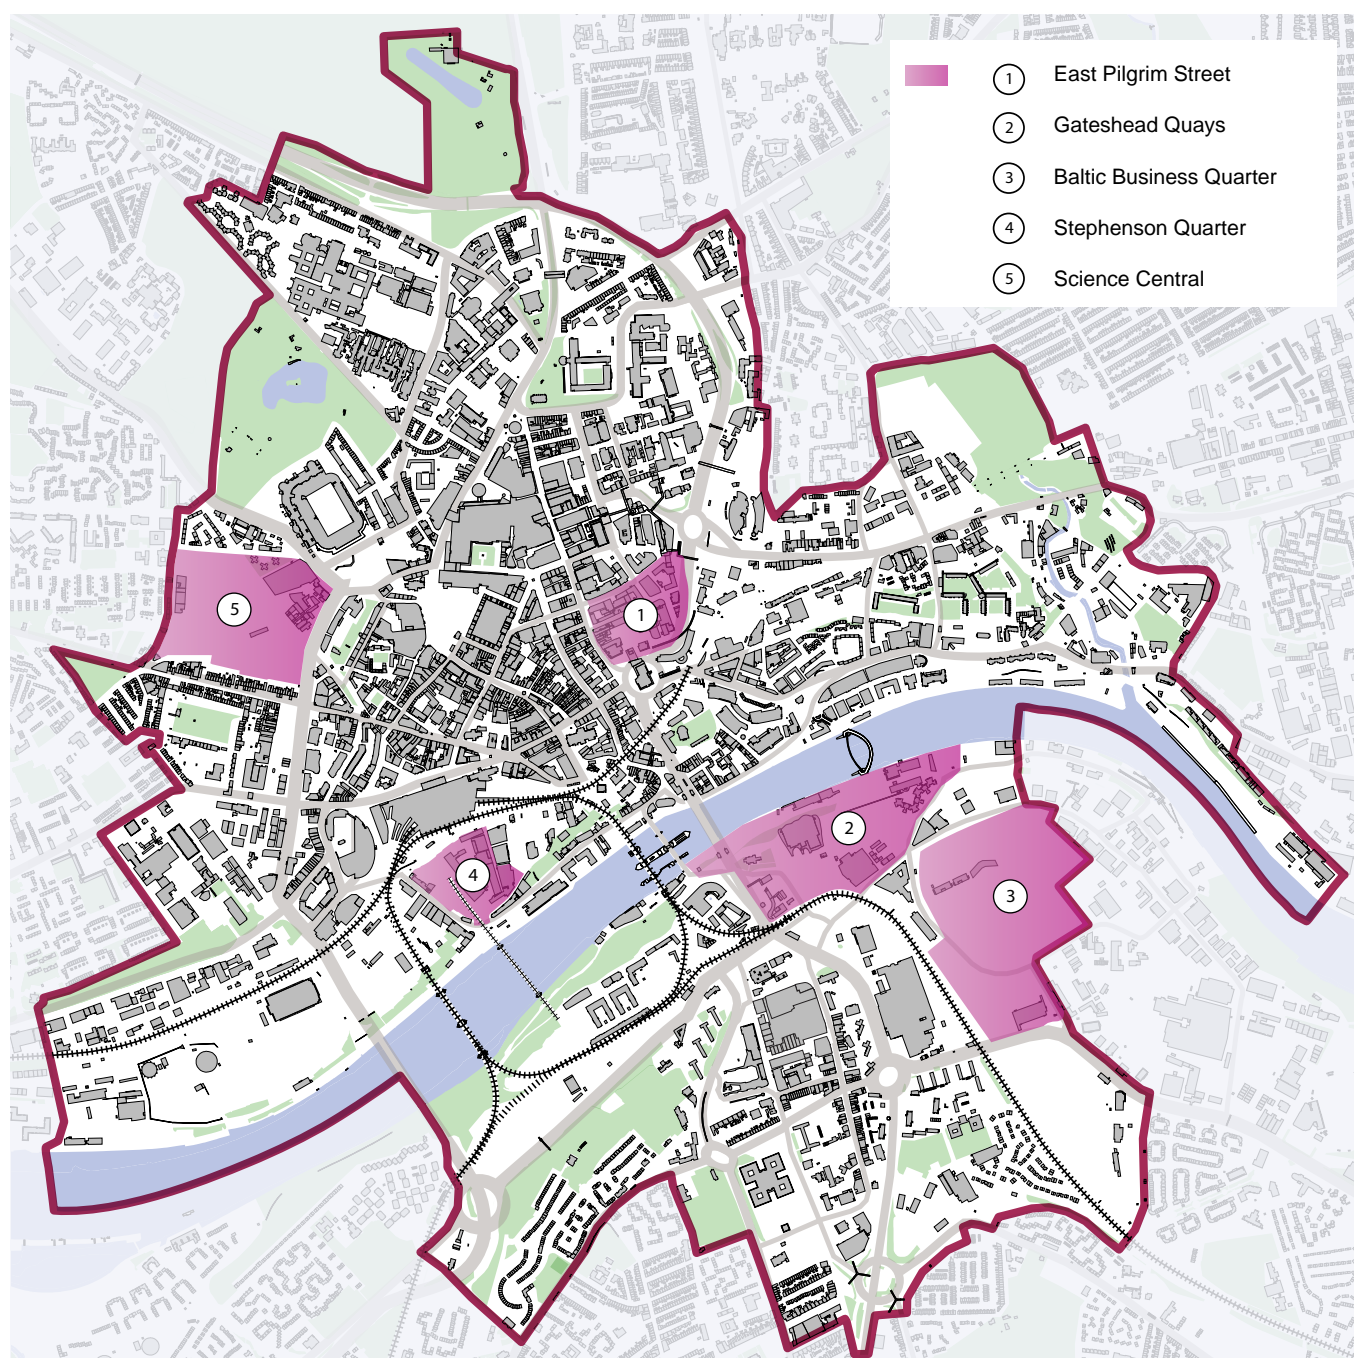 1 East Pilgrim Street
2 Gateshead Quays
3 Baltic Business Quarter
4 Stephenson Quarter
5 Science Central
5
1
2
4
3